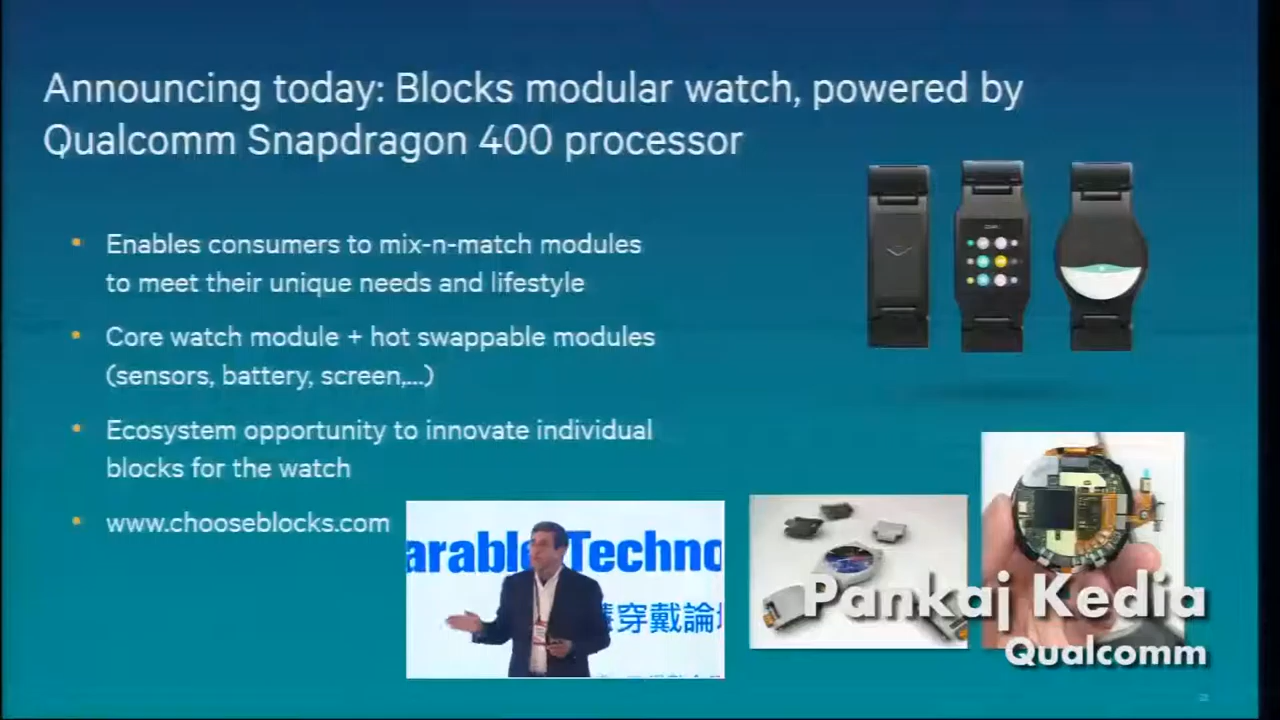 Announcing today: Blocks modular watch, powered by
Qualcomm Snapdragon 400 processor
• Enables consumers to mix-n-match modules
to meet their unique needs and lifestyle
• Core watch module + hot swappable modules
(sensors, battery, screen,...)
• Ecosystem opportunity to innovate individual
blocks for the watch
• www.chooseblocks.com
arable Techno
穿戴論
Pankaj Kedia
Qualcomm